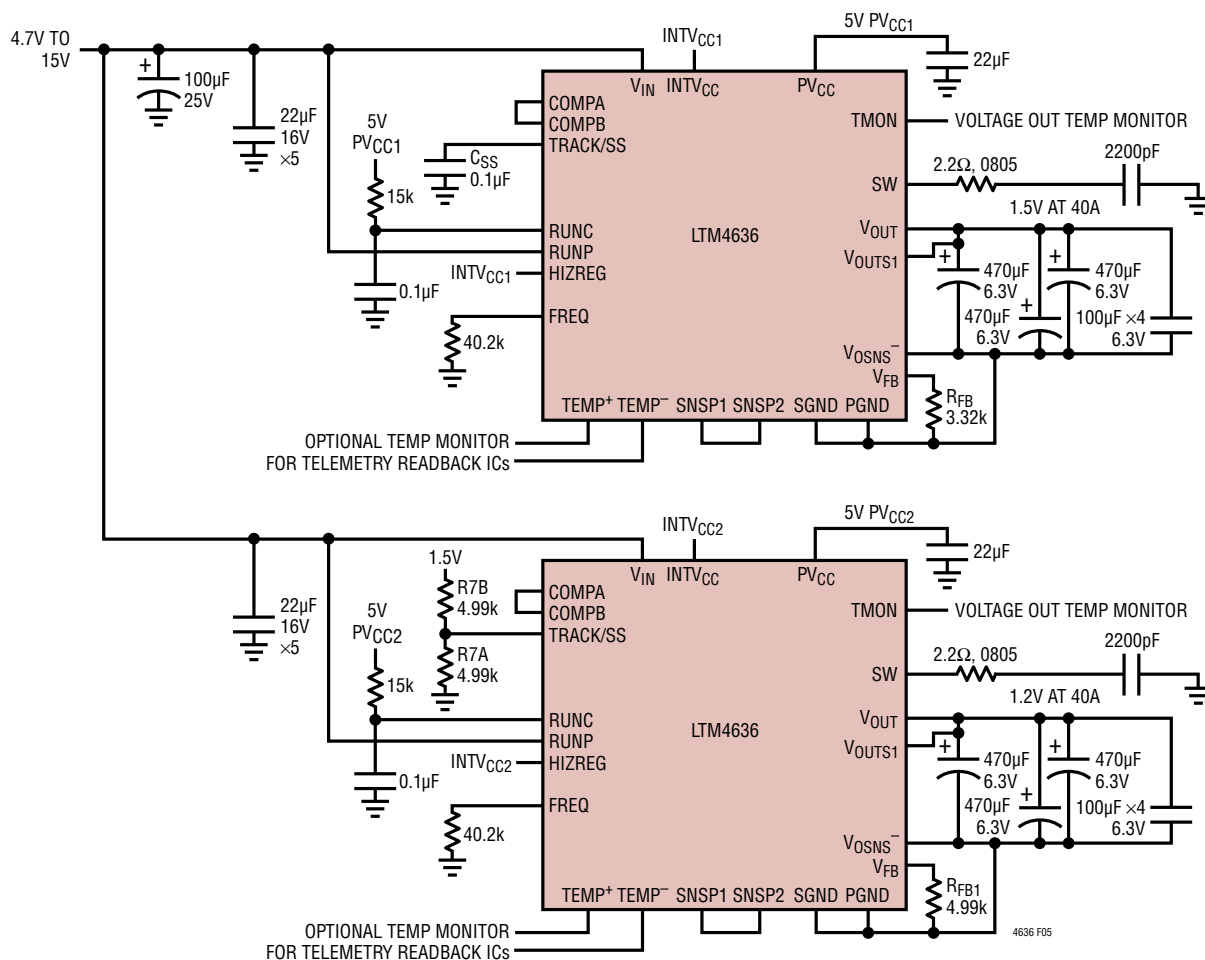 4.7V TO
15V
+
100µF
25V
22µF
16V
×5
5V
PVCC1
15k
0.1µF
CSS
0.1µF
INTVCC1
40.2k
INTVCC1
5V PVCC1
22µF
VIN INTVCC PVCC
COMPA
COMPB
TRACK/SS
RUNC
RUNP
HIZREG
FREQ
LTM4636
TMON
SW
VOUT
VOUTS1
VOSNS–
VFB
TEMP+ TEMP– SNSP1 SNSP2 SGND PGND
VOLTAGE OUT TEMP MONITOR
2.2Ω, 0805
2200pF
1.5V AT 40A
+
470µF
6.3V
+
470µF
6.3V
+
470µF
6.3V
100µF ×4
6.3V
RFB
3.32k
OPTIONAL TEMP MONITOR
FOR TELEMETRY READBACK ICs
22µF
16V
×5
5V
PVCC2
15k
0.1µF
1.5V
R7B
4.99k
R7A
4.99k
INTVCC2
40.2k
INTVCC2
5V PVCC2
22µF
VIN INTVCC PVCC
COMPA
COMPB
TRACK/SS
RUNC
RUNP
HIZREG
FREQ
LTM4636
TMON
SW
VOUT
VOUTS1
VOSNS–
VFB
TEMP+ TEMP– SNSP1 SNSP2 SGND PGND
VOLTAGE OUT TEMP MONITOR
2.2Ω, 0805
2200pF
1.2V AT 40A
+
470µF
6.3V
+
470µF
6.3V
+
470µF
6.3V
100µF ×4
6.3V
RFB1
4.99k
OPTIONAL TEMP MONITOR
FOR TELEMETRY READBACK ICs
4636 F05